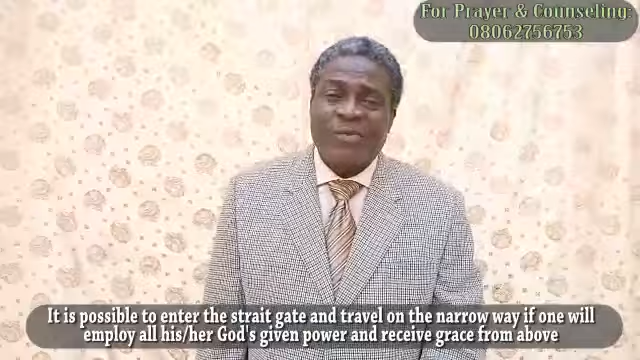 For Prayer & Counseling:
08062756753
It is possible to enter the strait gate and travel on the narrow way if one will
employ all his/her God's given power and receive grace from above